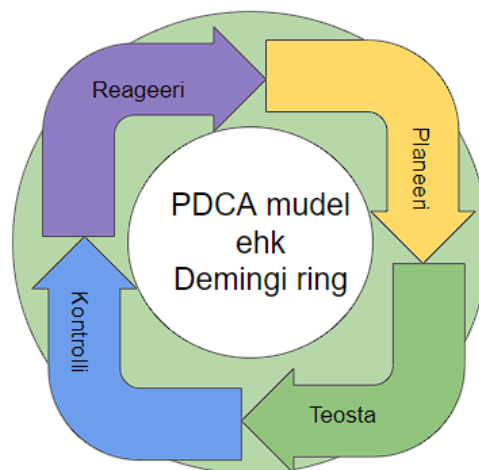 Reageeri
Planeeri
PDCA mudel
ehk
Demingi ring
Kontrolli
Teosta